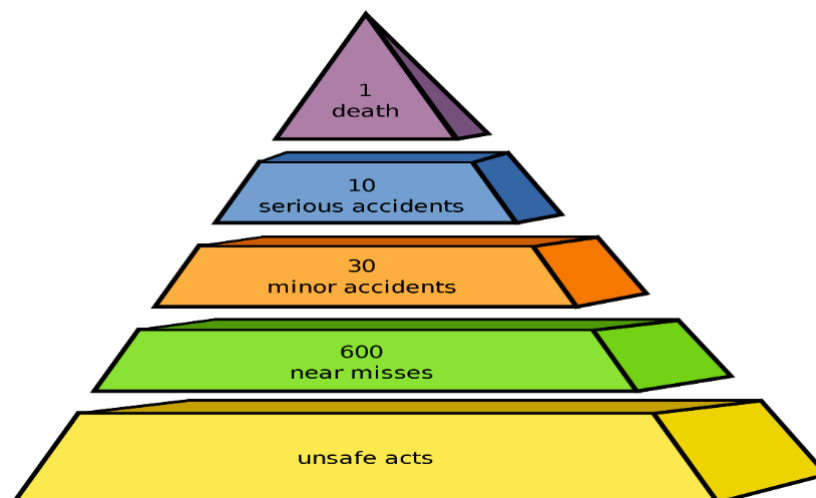 1
death
10
serious accidents
30
minor accidents
600
near misses
unsafe acts